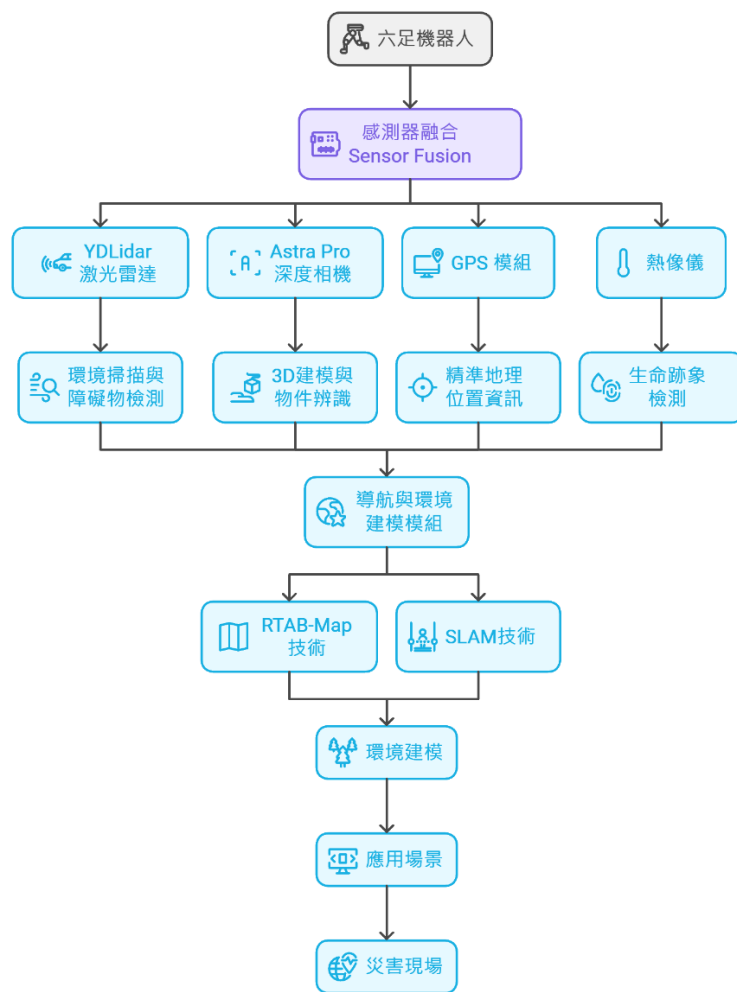 六足機器人
感測器融合
Sensor Fusion
YDLidar
激光雷達
Astra Pro
深度相機
GPS 模組
熱像儀
環境掃描與
障礙物檢測
3D建模與
物件辨識
精準地理
位置資訊
生命跡象
檢測
導航與環境
建模模組
RTAB-Map
技術
SLAM技術
環境建模
應用場景
災害現場